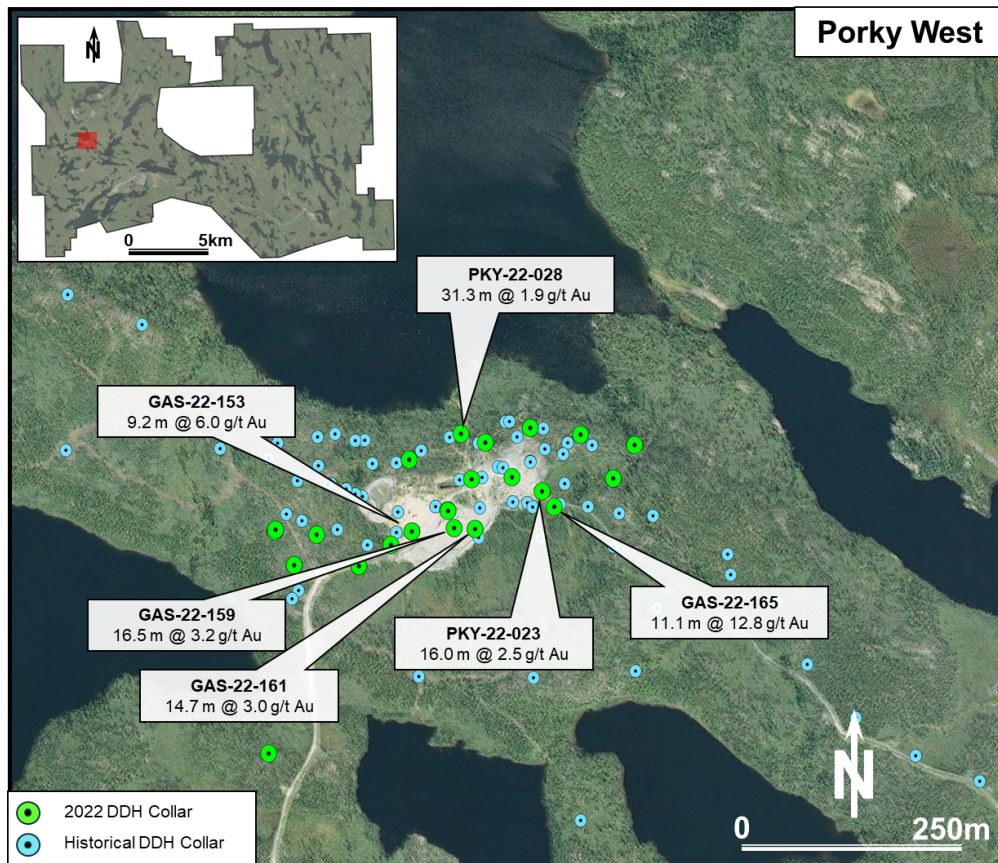 Porky West
N
0 5km
PKY-22-028
31.3 m @ 1.9 g/t Au
GAS-22-153
9.2 m @ 6.0 g/t Au
GAS-22-159
16.5 m @ 3.2 g/t Au
PKY-22-023
16.0 m @ 2.5 g/t Au
GAS-22-165
11.1 m @ 12.8 g/t Au
GAS-22-161
14.7 m @ 3.0 g/t Au
N
2022 DDH Collar
Historical DDH Collar
0 250m